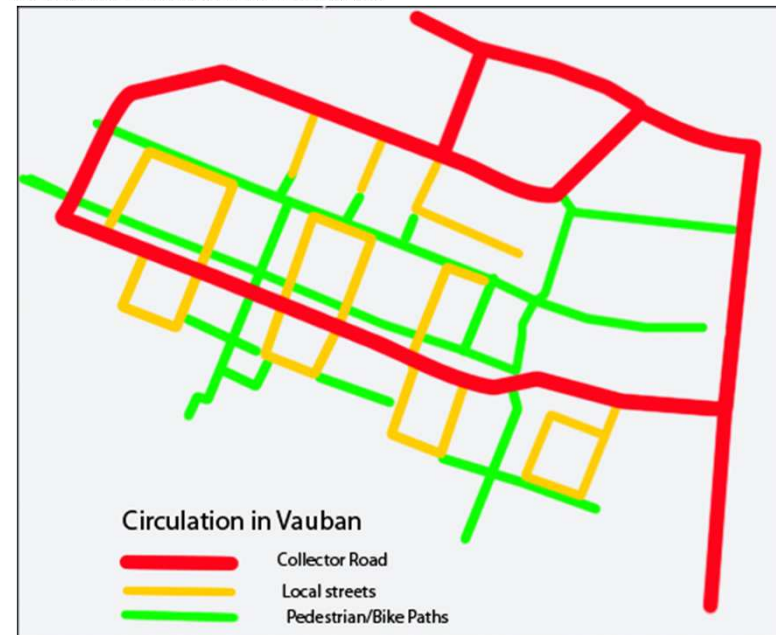 Circulation in Vauban
Collector Road
Local streets
Pedestrian/Bike Paths